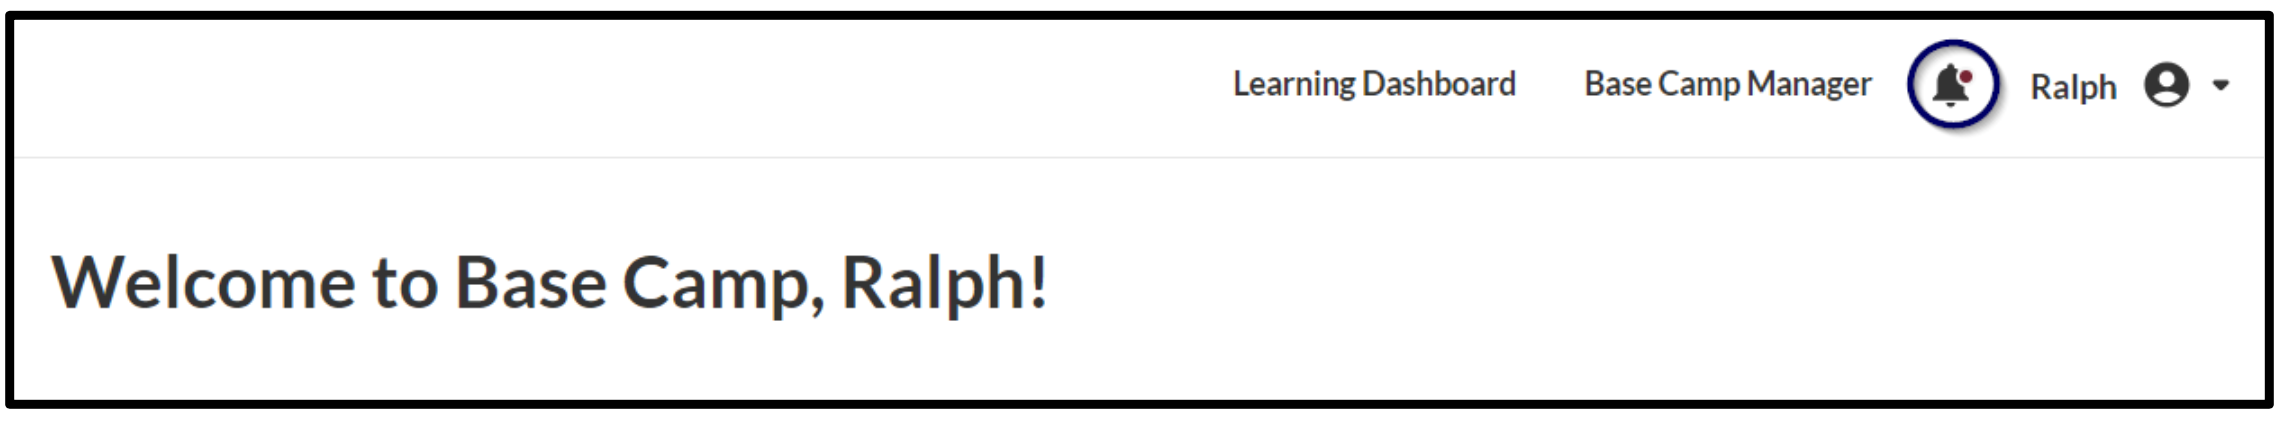 Learning Dashboard Base Camp Manager Ralph
Welcome to Base Camp, Ralph!